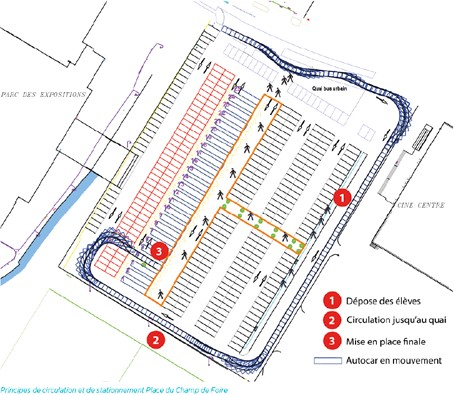 Quai bus urbain
PARC DES EXPOSITIONS
1
CINE CENTRE
3
2
1 Dépose des élèves
2 Circulation jusqu'au quai
3 Mise en place finale
Autocar en mouvement
Principes de circulation et de stationnement Place du Champ de Foire